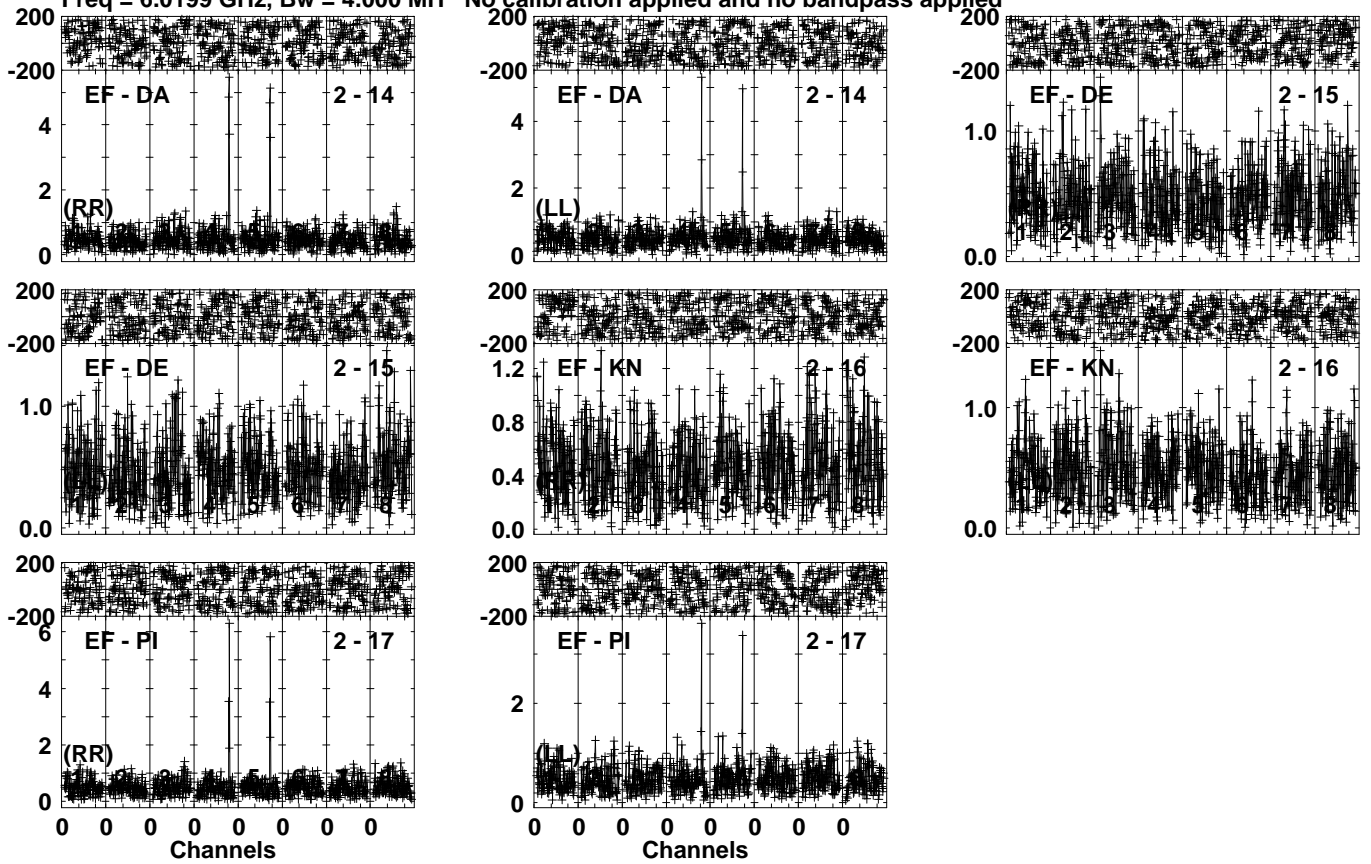 Freq = 6.0199 GHz, Bw = 4.000 MH No calibration applied and no bandpass applied
200 200 200
-200 -200 -200
EF - DA 2 - 14 EF - DA 2 - 14 EF - DE 2 - 15
4 4 1.0
2 2
(RR) (LL)
0 0 0.0
200 200 200
-200 -200 -200
EF - DE 2 - 15 EF - KN 2 - 16 EF - KN 2 - 16
1.0 1.2 1.0
0.8
0.4
0.0 0.0 0.0
200 200
-200 -200
6 EF - PI 2 - 17 EF - PI 2 - 17
4
2 2
(RR) (LL)
0 0
0 0 0 0 0 0 0 0 0 0 0 0 0 0 0 0
Channels Channels